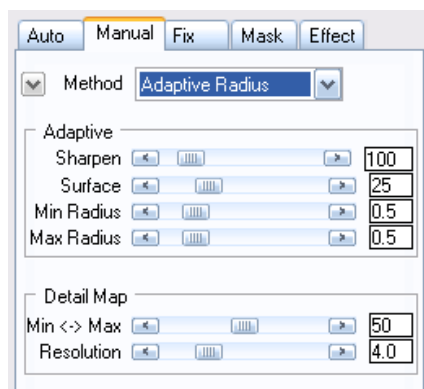 Auto Manual Fix Mask Effect
Method Adaptive Radius
Adaptive
Sharpen 100
Surface 25
Min Radius 0.5
Max Radius 0.5
Detail Map
Min <-> Max 50
Resolution 4.0